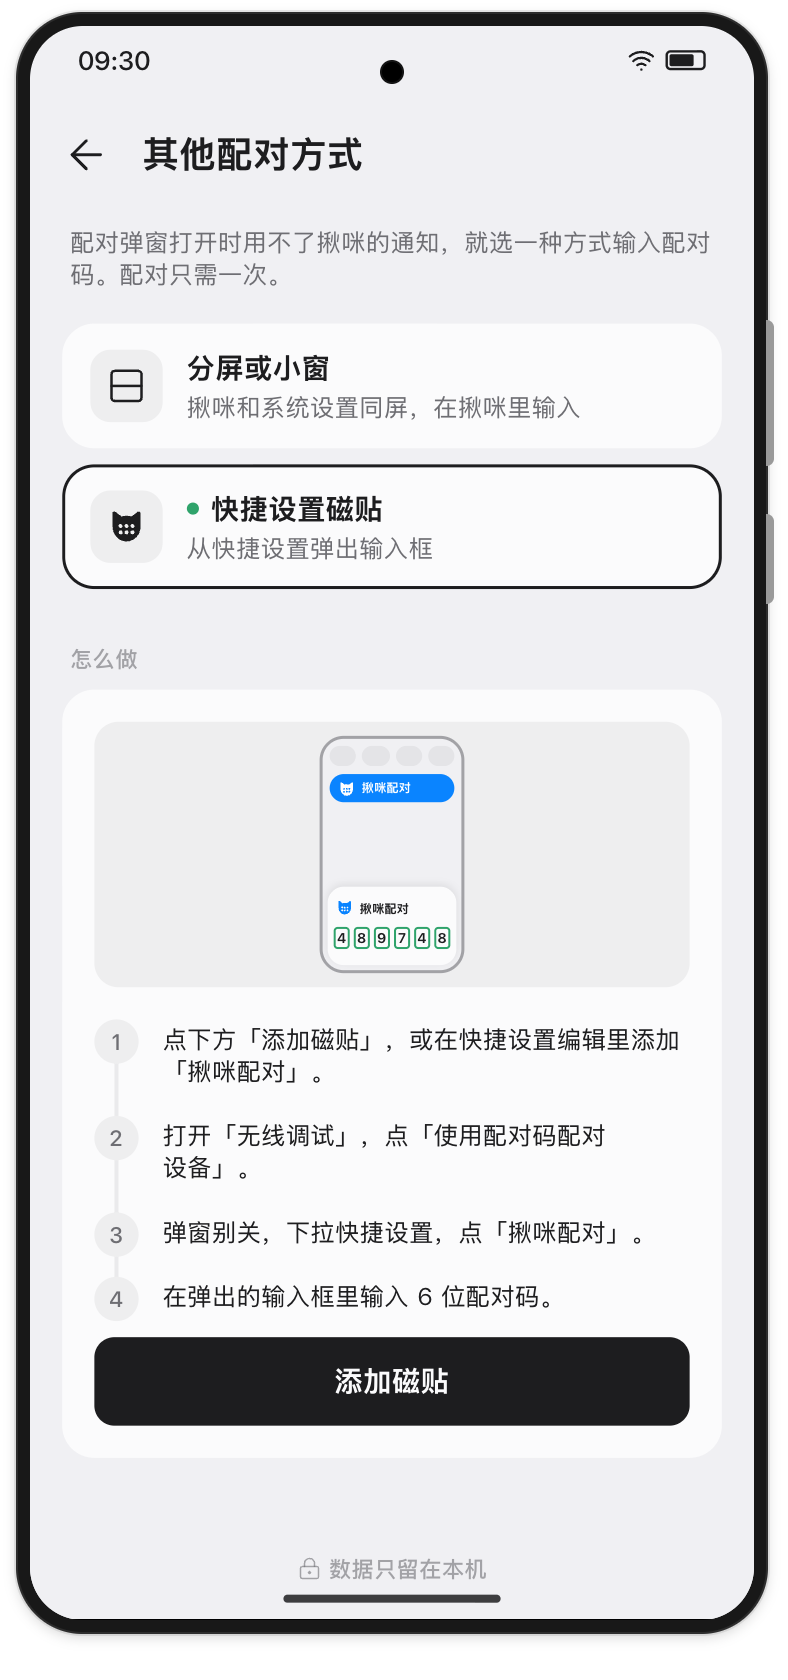 09:30
其他配对方式
配对弹窗打开时用不了揪咪的通知，就选一种方式输入配对
码。配对只需一次。
分屏或小窗
揪咪和系统设置同屏，在揪咪里输入
快捷设置磁贴
从快捷设置弹出输入框
怎么做
揪咪配对
揪咪配对
4 8 9 7 4 8
1 点下方「添加磁贴」，或在快捷设置编辑里添加
「揪咪配对」。
2 打开「无线调试」，点「使用配对码配对
设备」。
3 弹窗别关，下拉快捷设置，点「揪咪配对」。
4 在弹出的输入框里输入 6 位配对码。
添加磁贴
数据只留在本机